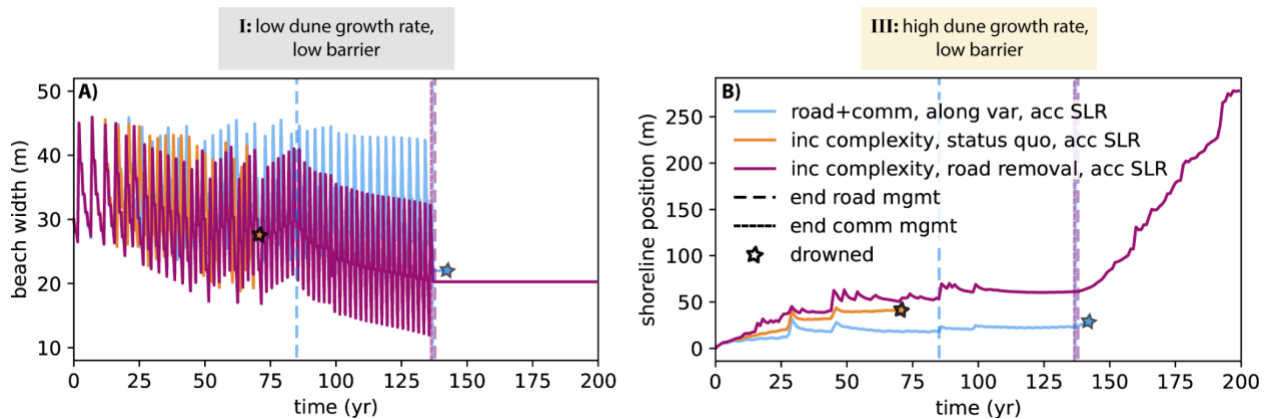 I: low dune growth rate,
low barrier
III: high dune growth rate,
low barrier
A)
50
40
30
20
10
beach width (m)
0 25 50 75 100 125 150 175 200
time (yr)
B)
250
200
150
100
50
0
shoreline position (m)
road+comm, along var, acc SLR
inc complexity, status quo, acc SLR
inc complexity, road removal, acc SLR
end road mgmt
end comm mgmt
drowned
0 25 50 75 100 125 150 175 200
time (yr)